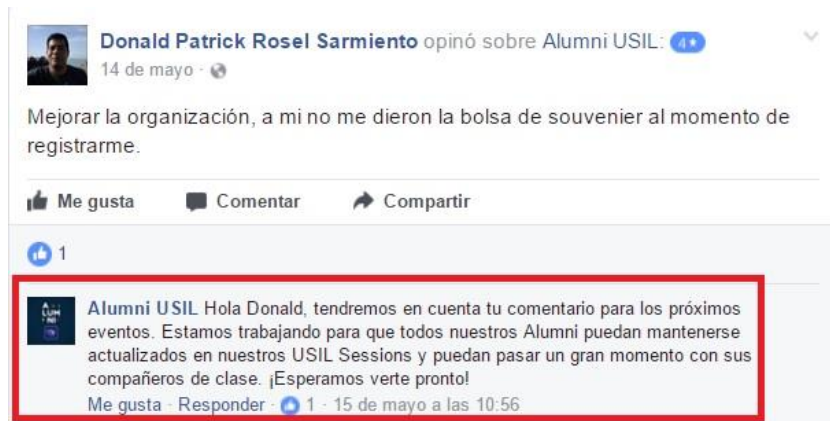 Donald Patrick Rosel Sarmiento opinó sobre Alumni USIL: 4★
14 de mayo ·
Mejorar la organización, a mi no me dieron la bolsa de souvenier al momento de
registrarme.
Me gusta Comentar Compartir
1
ALUMNI
Alumni USIL Hola Donald, tendremos en cuenta tu comentario para los próximos
eventos. Estamos trabajando para que todos nuestros Alumni puedan mantenerse
actualizados en nuestros USIL Sessions y puedan pasar un gran momento con sus
compañeros de clase. ¡Esperamos verte pronto!
Me gusta · Responder · 1 · 15 de mayo a las 10:56